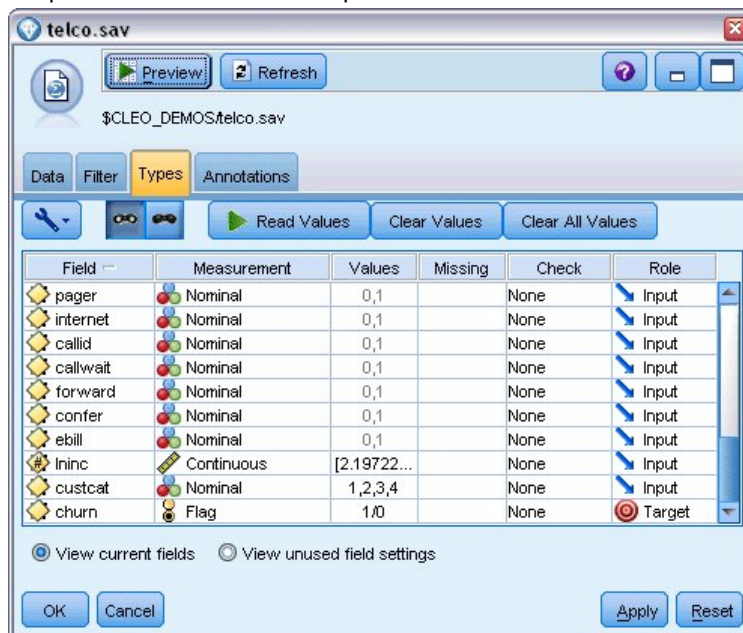 telco.sav
Preview Refresh
$CLEO_DEMOS/telco.sav
Data Filter Types Annotations
Read Values Clear Values Clear All Values
Field Measurement Values Missing Check Role
pager Nominal 0,1 None Input
internet Nominal 0,1 None Input
callid Nominal 0,1 None Input
callwait Nominal 0,1 None Input
forward Nominal 0,1 None Input
confer Nominal 0,1 None Input
ebill Nominal 0,1 None Input
lninc Continuous [2.19722... None Input
custcat Nominal 1,2,3,4 None Input
churn Flag 1/0 None Target
View current fields View unused field settings
OK Cancel Apply Reset